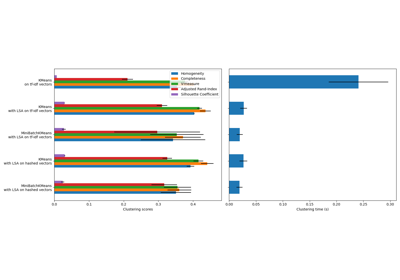 Homogeneity
Completeness
V-measure
Adjusted Rand-Index
Silhouette Coefficient
KMeans
on tf-idf vectors
KMeans
with LSA on tf-idf vectors
MiniBatchKMeans
with LSA on tf-idf vectors
KMeans
with LSA on hashed vectors
MiniBatchKMeans
with LSA on hashed vectors
0.0 0.1 0.2 0.3 0.4
Clustering scores
0.00 0.05 0.10 0.15 0.20 0.25 0.30
Clustering time (s)